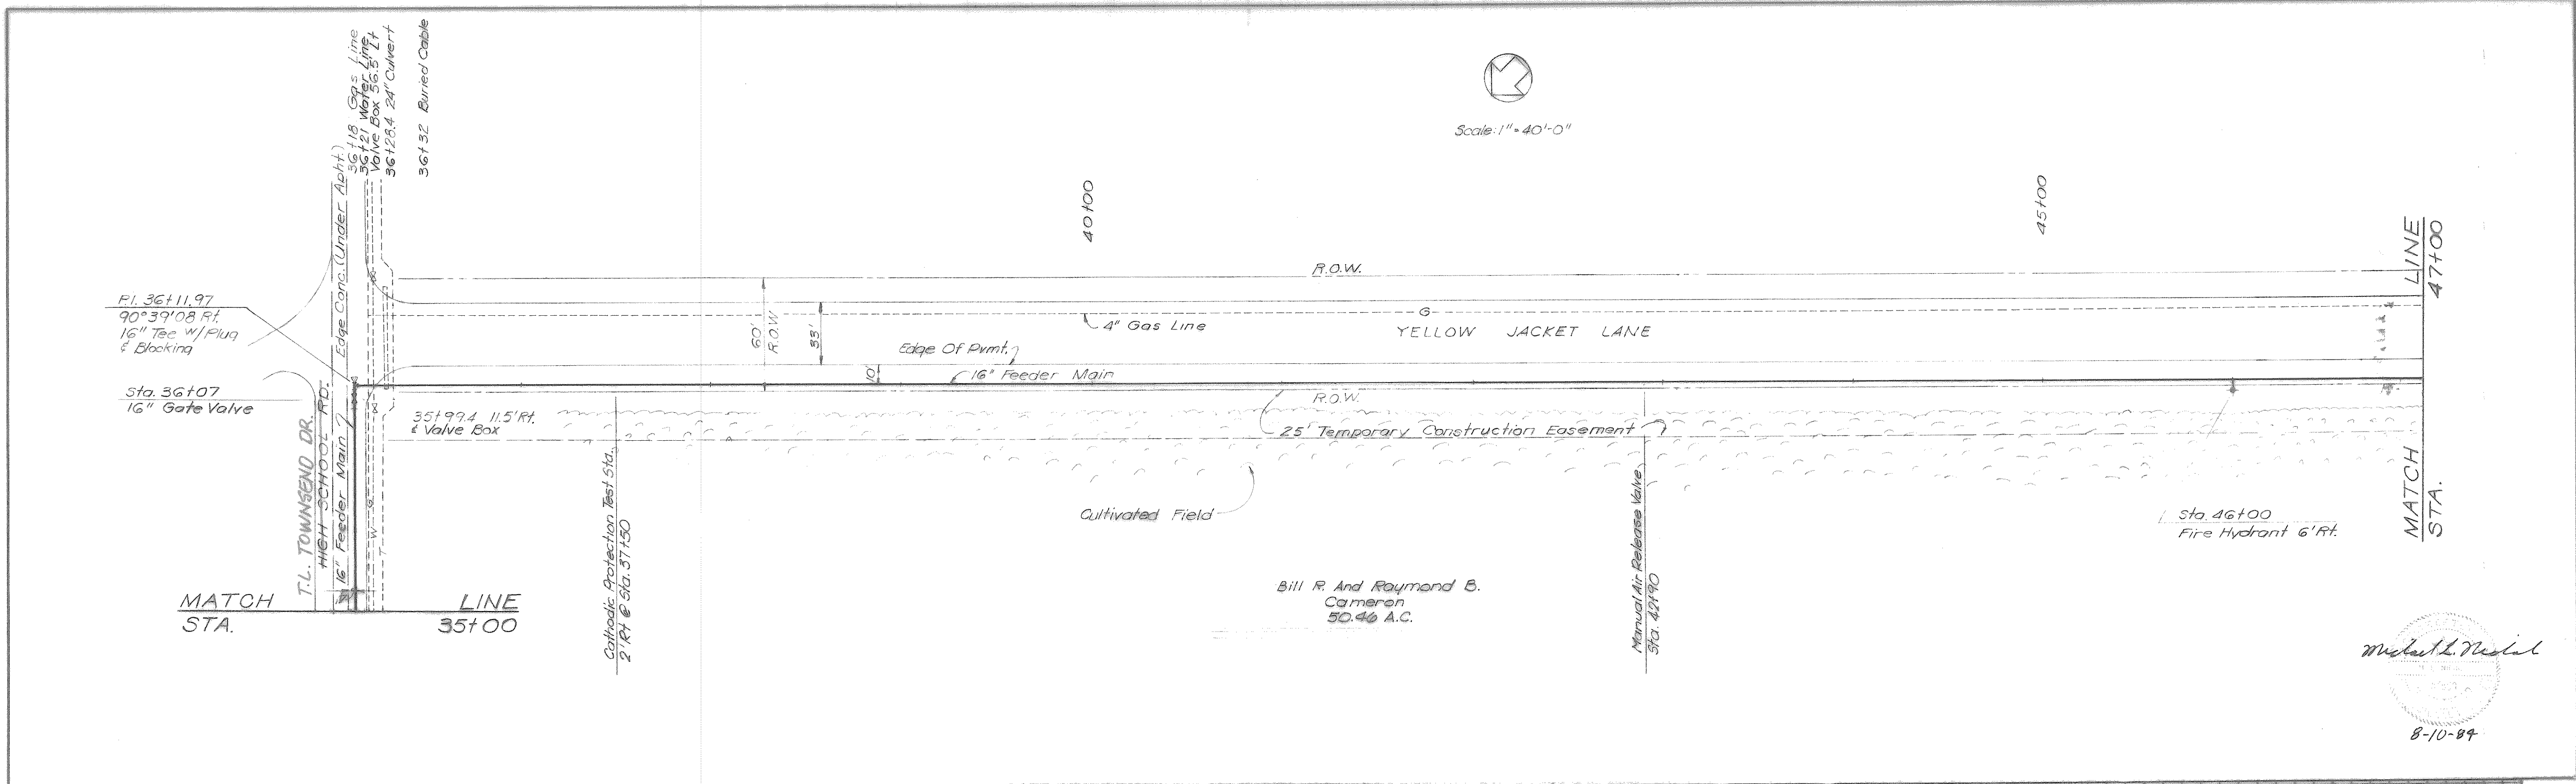 36+18 Gas Line
36+21 Water Line
Valve Box 56.5' Lt
36+28.4 24" Culvert
36+32 Buried Cable
Edge Conc. (Under Apht.)
Scale: 1" = 40'-0"
40+00
45+00
MATCH LINE
STA. 47+00
R.O.W.
P.I. 36+11.97
90°39'08 Rt.
16" Tee W/Plug
& Blocking
60'
R.O.W
33'
4" Gas Line
G
YELLOW JACKET LANE
Edge Of Pvmt.
10'
16" Feeder Main
Sta. 36+07
16" Gate Valve
R.O.W.
35+99.4 11.5' Rt.
Valve Box
25' Temporary Construction Easement
T.L. TOWNSEND DR.
HIGH SCHOOL RD.
16" Feeder Main
W
G
T
Cathodic Protection Test Sta.
2' Rt @ Sta. 37+50
Cultivated Field
Manual Air Release Valve
Sta. 42+90
Sta. 46+00
Fire Hydrant 6' Rt.
Bill R. And Raymond B.
Cameron
50.46 A.C.
MATCH LINE
STA. 35+00
8-10-84